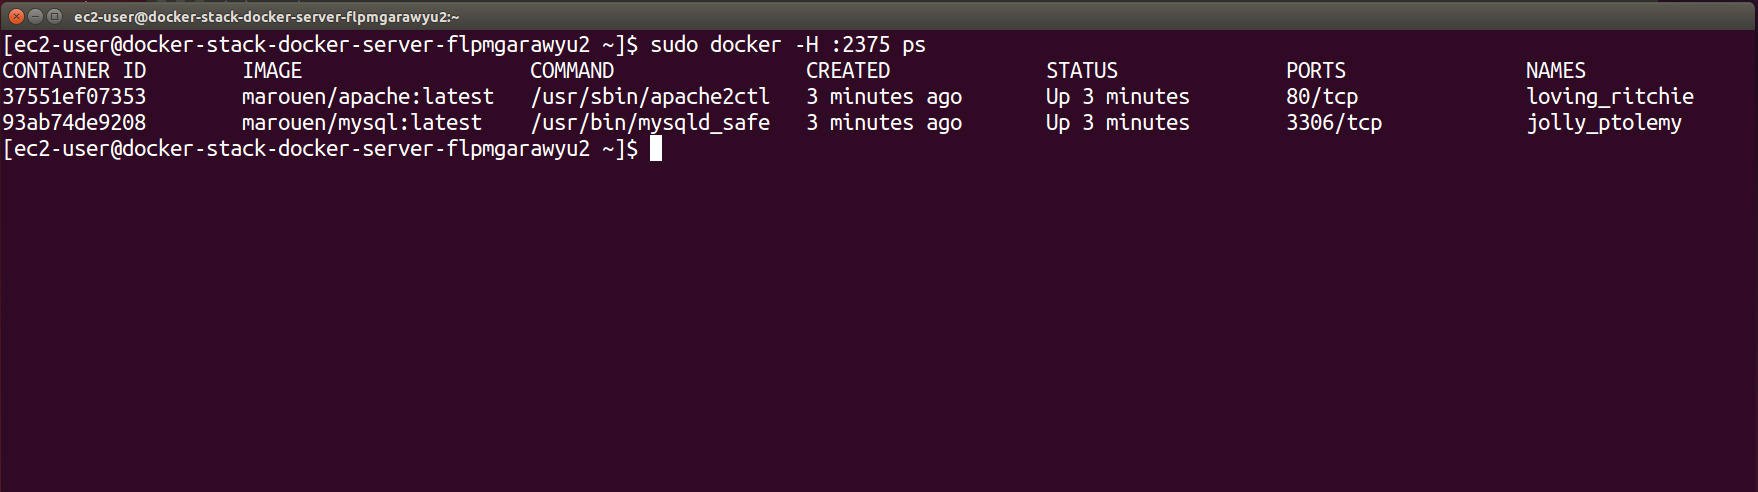 ec2-user@docker-stack-docker-server-flpmgarawyu2:~
[ec2-user@docker-stack-docker-server-flpmgarawyu2 ~]$ sudo docker -H :2375 ps
CONTAINER ID        IMAGE                   COMMAND                CREATED             STATUS              PORTS               NAMES
37551ef07353        marouen/apache:latest   /usr/sbin/apache2ctl   3 minutes ago       Up 3 minutes        80/tcp              loving_ritchie
93ab74de9208        marouen/mysql:latest    /usr/bin/mysqld_safe   3 minutes ago       Up 3 minutes        3306/tcp            jolly_ptolemy
[ec2-user@docker-stack-docker-server-flpmgarawyu2 ~]$